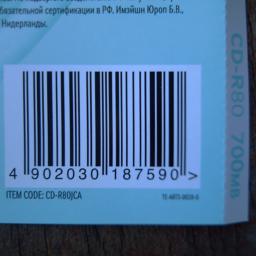 обязательной сертификации в РФ. Имэйшн Юроп Б.В.,
Нидерланды.
CD-R80 700MB
4 902030 187590 >
ITEM CODE: CD-R80JCA